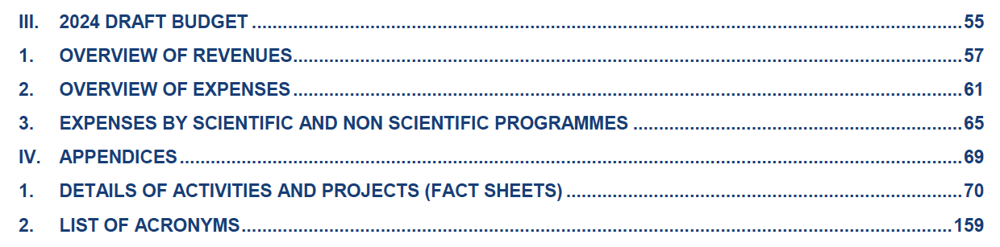 III. 2024 DRAFT BUDGET ........ 55
1. OVERVIEW OF REVENUES........ 57
2. OVERVIEW OF EXPENSES ........ 61
3. EXPENSES BY SCIENTIFIC AND NON SCIENTIFIC PROGRAMMES ........ 65
IV. APPENDICES ........ 69
1. DETAILS OF ACTIVITIES AND PROJECTS (FACT SHEETS) ........ 70
2. LIST OF ACRONYMS........ 159